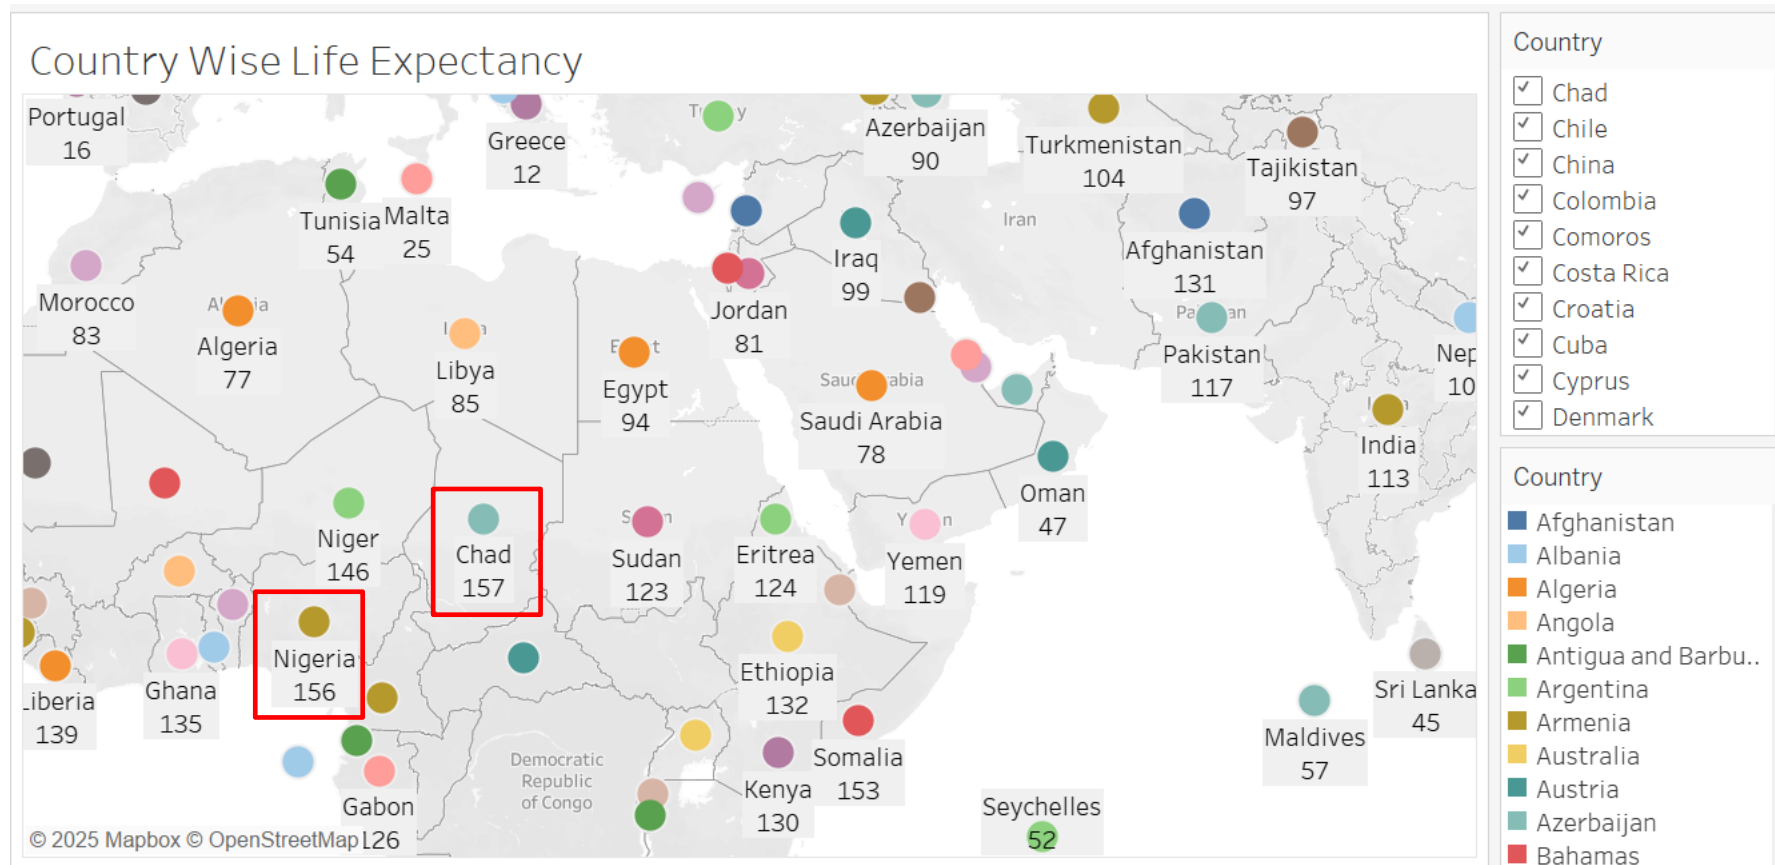 Country Wise Life Expectancy
Portugal
16
Greece
12
Azerbaijan
90
Turkmenistan
104
Tajikistan
97
Tunisia
54
Malta
25
Iran
Afghanistan
131
Iraq
99
Morocco
83
Algeria
77
Libya
85
Egypt
94
Jordan
81
Saudi Arabia
78
Pakistan
117
Nep
10
India
113
Oman
47
Niger
146
Chad
157
Sudan
123
Eritrea
124
Yemen
119
Nigeria
156
Liberia
139
Ghana
135
Ethiopia
132
Sri Lanka
45
Maldives
57
Somalia
153
Democratic
Republic
of Congo
Kenya
130
Gabon
126
Seychelles
52
© 2025 Mapbox © OpenStreetMap
Country
Chad
Chile
China
Colombia
Comoros
Costa Rica
Croatia
Cuba
Cyprus
Denmark
Country
Afghanistan
Albania
Algeria
Angola
Antigua and Barbu..
Argentina
Armenia
Australia
Austria
Azerbaijan
Bahamas